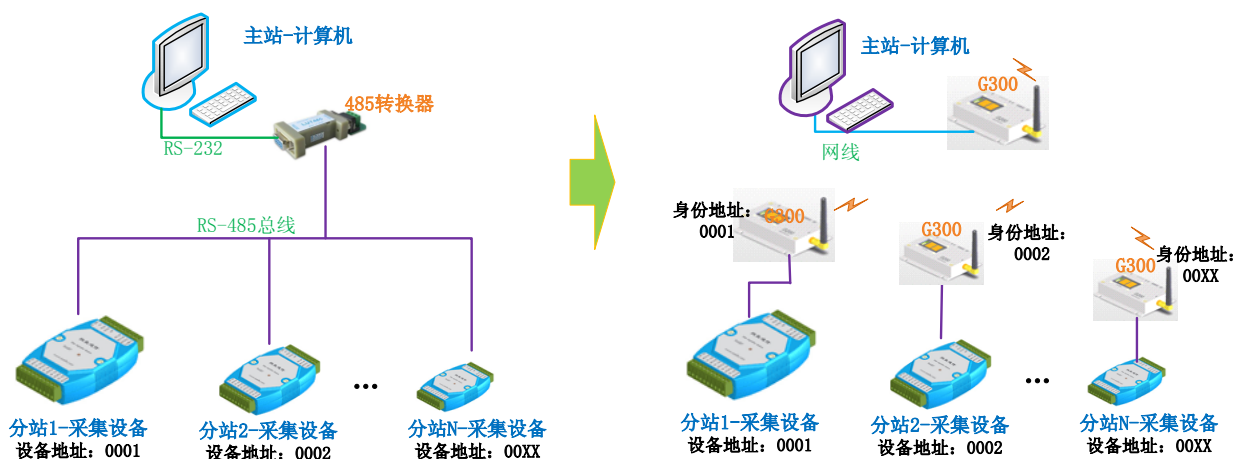 主站-计算机
485转换器
RS-232
RS-485总线
...
分站1-采集设备
设备地址：0001
分站2-采集设备
设备地址：0002
分站N-采集设备
设备地址：00XX
主站-计算机
G300
网线
身份地址：
0001
G300
G300
身份地址：
0002
G300
身份地址：
00XX
...
分站1-采集设备
设备地址：0001
分站2-采集设备
设备地址：0002
分站N-采集设备
设备地址：00XX